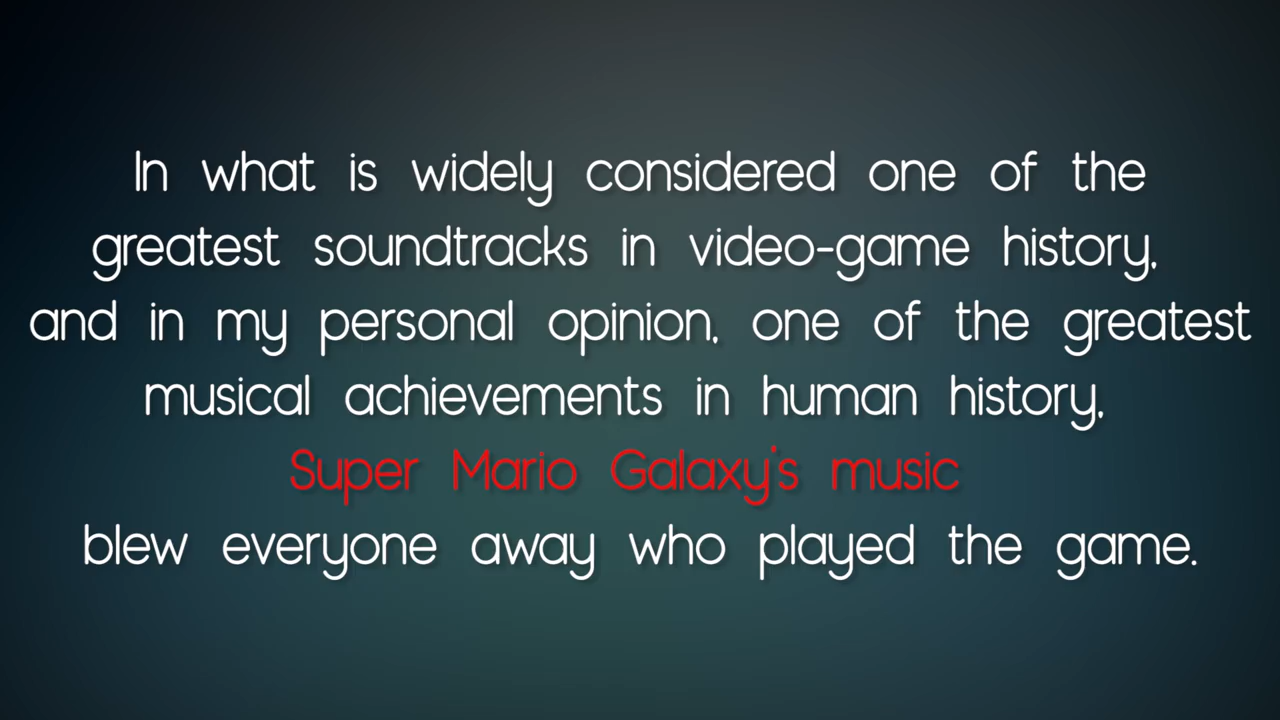 In what is widely considered one of the
greatest soundtracks in video-game history,
and in my personal opinion, one of the greatest
musical achievements in human history,
Super Mario Galaxy's music
blew everyone away who played the game.